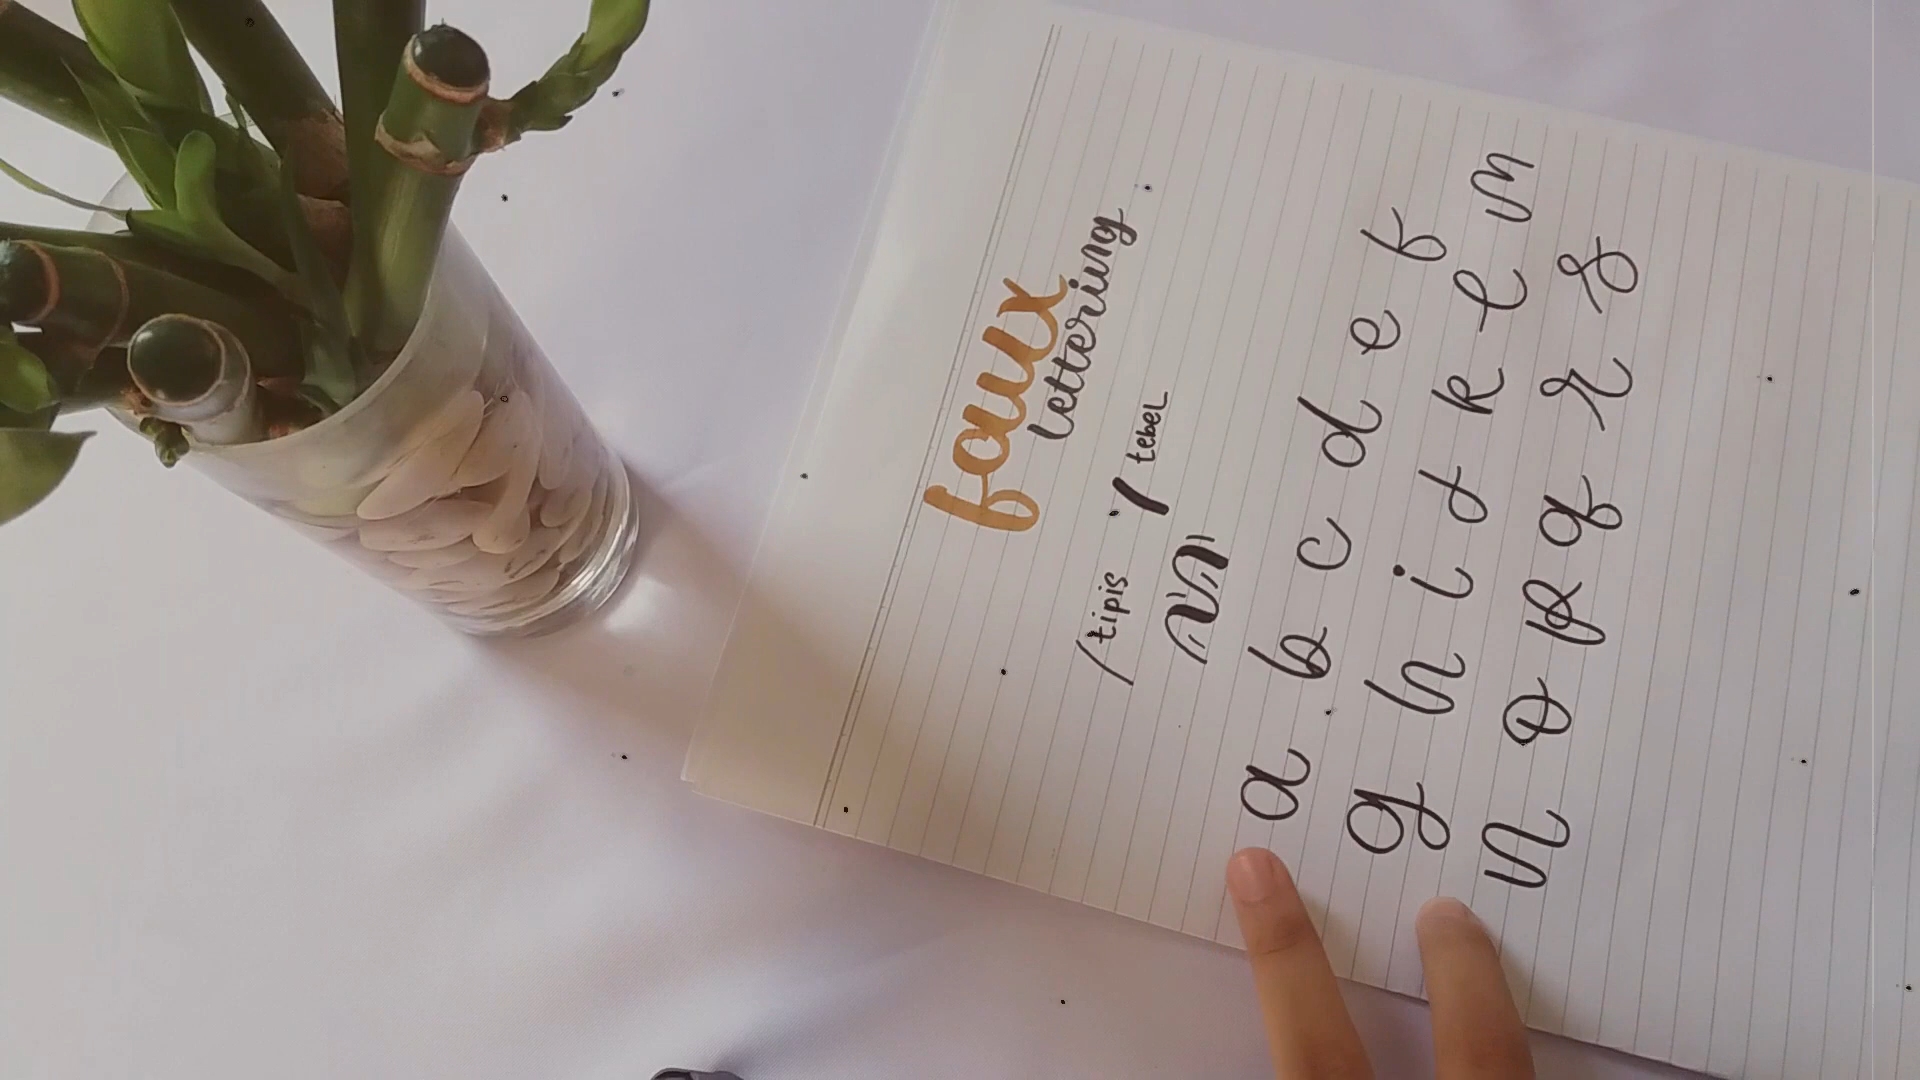 faux
lettering.
/ tipis / tebel
a b c d e f
g h i j k l m
n o p q r s